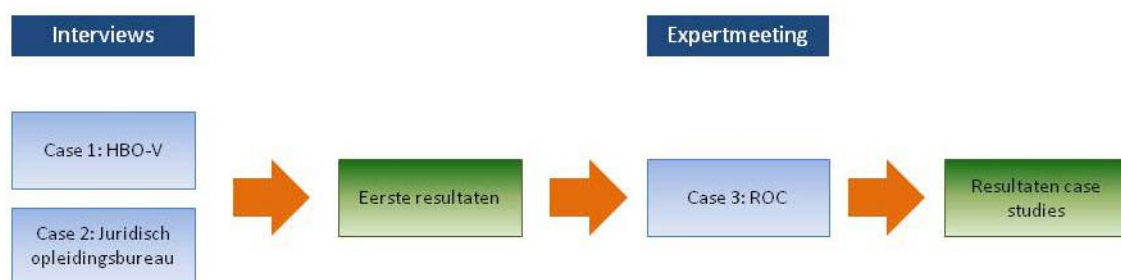 Interviews
Expertmeeting
Case 1: HBO-V
Case 2: Juridisch
opleidingsbureau
Eerste resultaten
Case 3: ROC
Resultaten case
studies